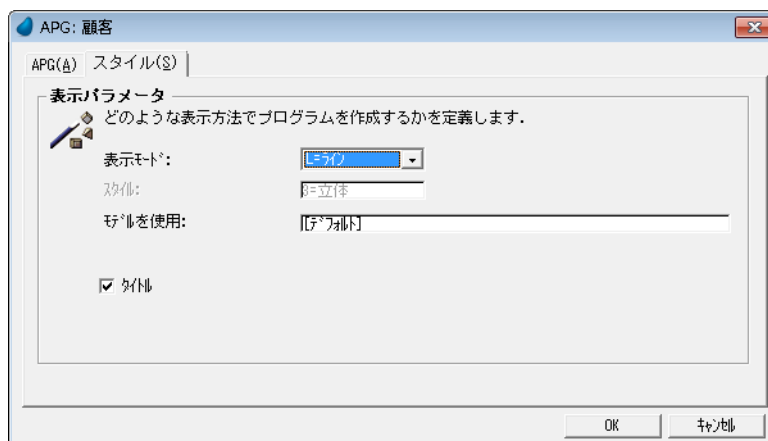 APG: 顧客
APG(A) スタイル(S)
表示パラメータ
どのような表示方法でプログラムを作成するかを定義します.
表示ﾓｰﾄﾞ: L=ﾗｲﾝ
ｽﾀｲﾙ: 3=立体
ﾓﾃﾞﾙを使用: [ﾃﾞﾌｫﾙﾄ]
ﾀｲﾄﾙ
OK ｷｬﾝｾﾙ